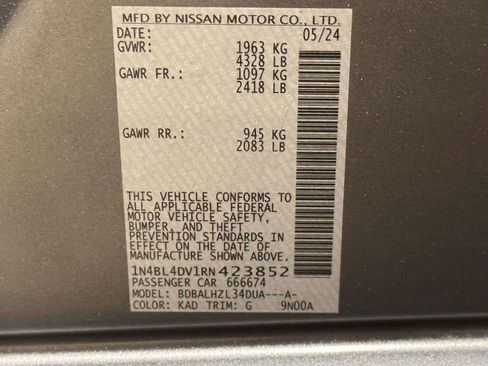 MFD BY NISSAN MOTOR CO., LTD.
DATE: 05/24
GVWR: 1963 KG
4328 LB
GAWR FR.: 1097 KG
2418 LB
GAWR RR.: 945 KG
2083 LB
THIS VEHICLE CONFORMS TO
ALL APPLICABLE FEDERAL
MOTOR VEHICLE SAFETY,
BUMPER, AND THEFT
PREVENTION STANDARDS IN
EFFECT ON THE DATE OF
MANUFACTURE SHOWN ABOVE.
1N4BL4DV1RN423852
PASSENGER CAR 666674
MODEL: BDBALHZL34DUA---A-
COLOR: KAD TRIM: G 9N00A